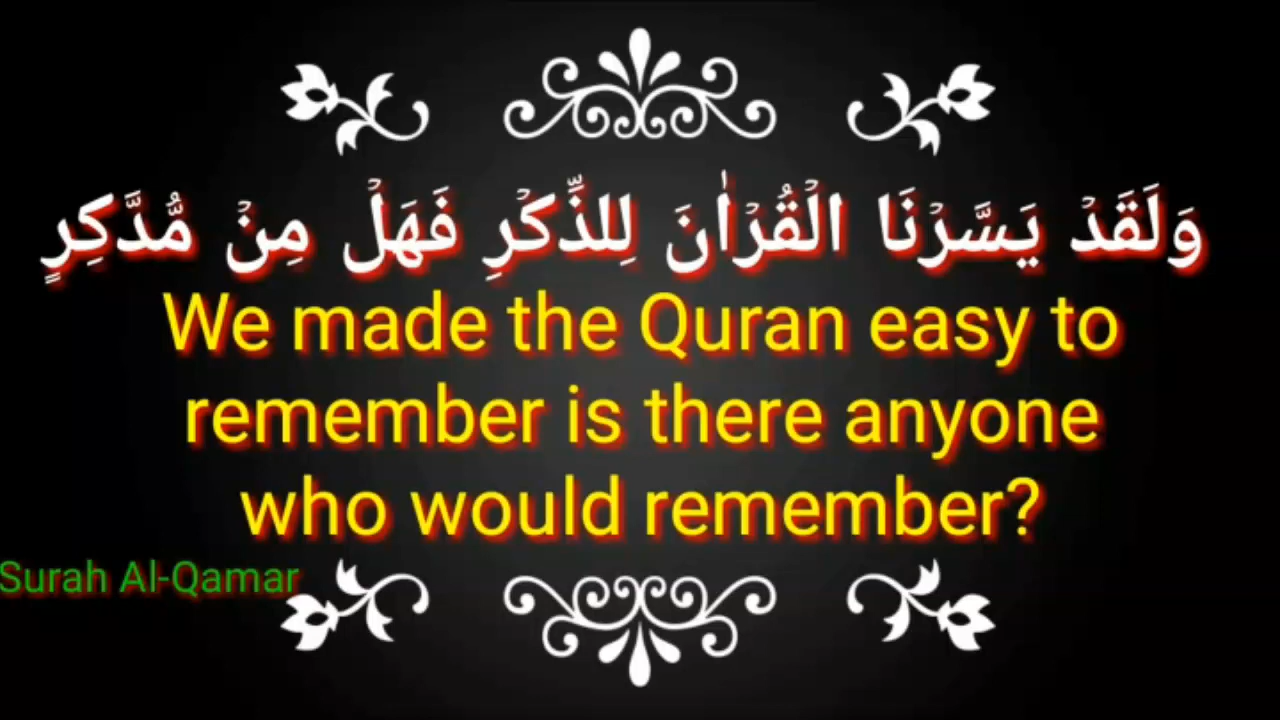 وَلَقَدۡ يَسَّرۡنَا الۡقُرۡاٰنَ لِلذِّكۡرِ فَهَلۡ مِنۡ مُّدَّكِرٍ
We made the Quran easy to
remember is there anyone
who would remember?
Surah Al-Qamar